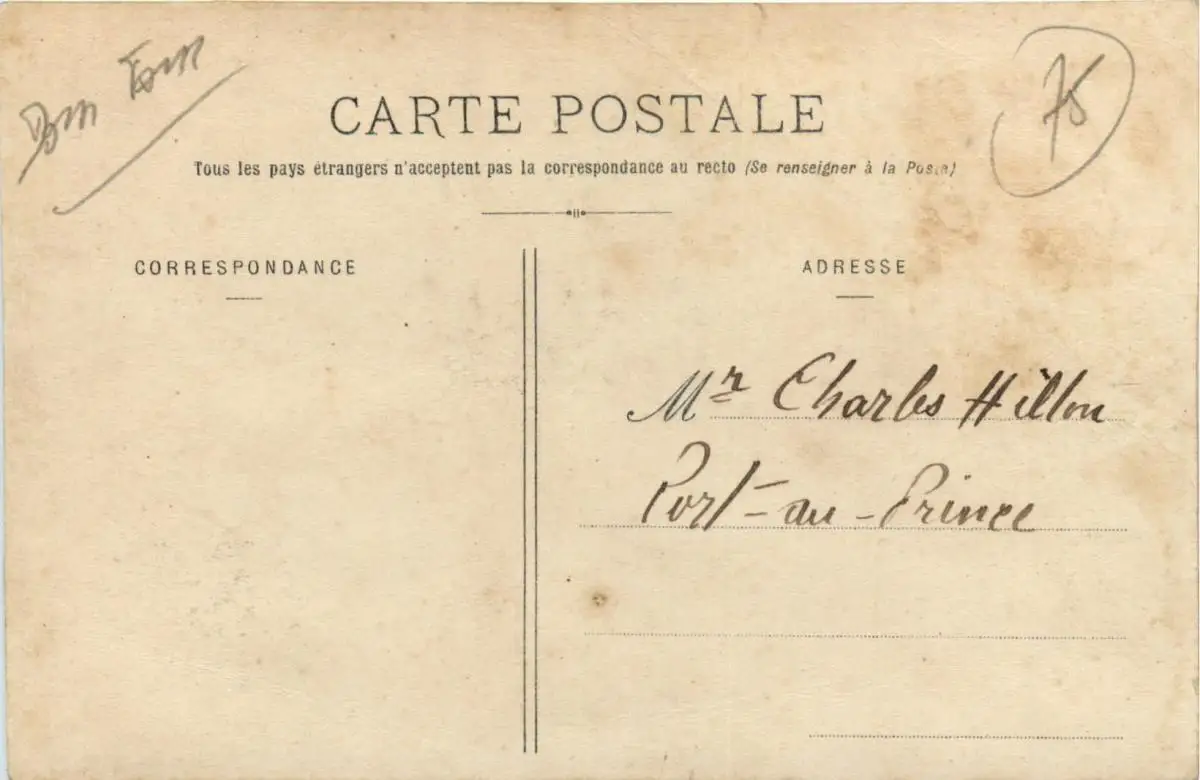 75
CARTE POSTALE
Tous les pays étrangers n'acceptent pas la correspondance au recto (Se renseigner à la Poste)
CORRESPONDANCE
ADRESSE
Mr Charles Hillon
Port-au-Prince